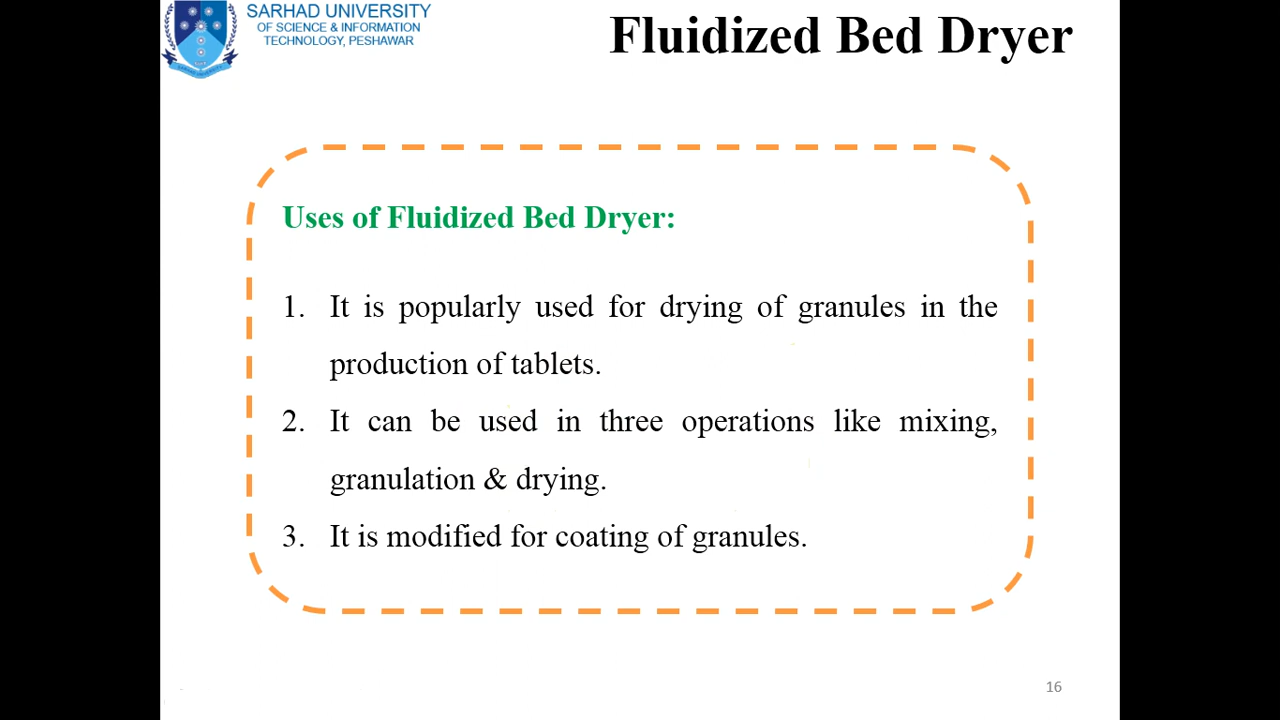 SARHAD UNIVERSITY
OF SCIENCE & INFORMATION
TECHNOLOGY, PESHAWAR
Fluidized Bed Dryer
Uses of Fluidized Bed Dryer:
1. It is popularly used for drying of granules in the
production of tablets.
2. It can be used in three operations like mixing,
granulation & drying.
3. It is modified for coating of granules.
16